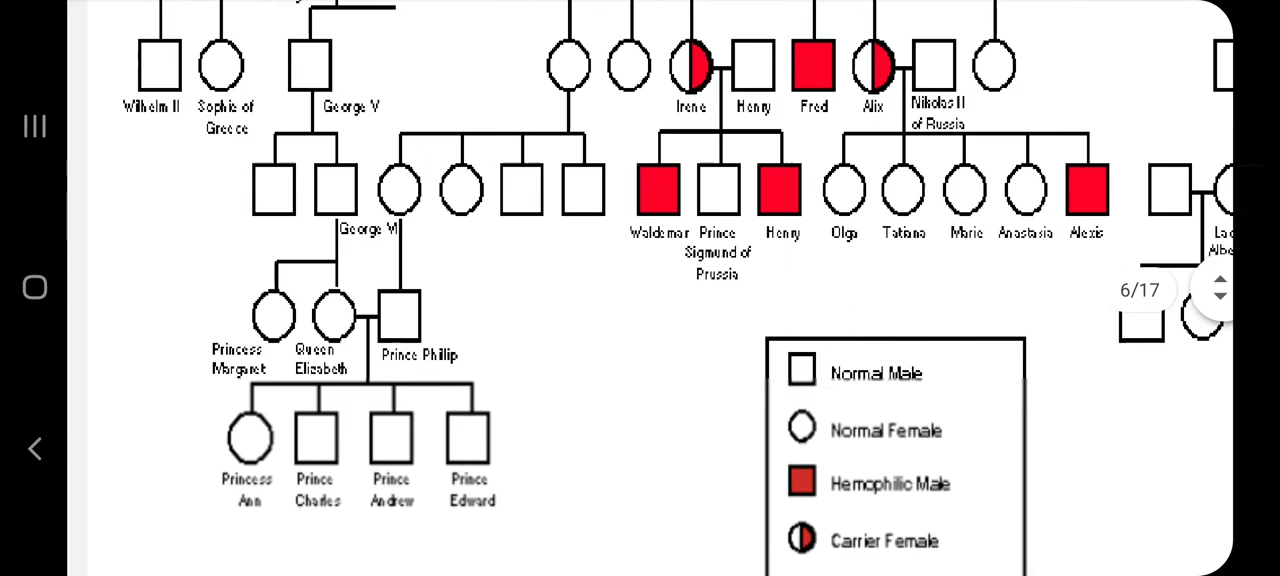 Wilhelm II
Sophie of
Greece
George V
Irene
Henry
Fred
Alix
Nikolas II
of Russia
George VI
Waldemar
Prince
Sigmund of
Prussia
Henry
Olga
Tatiana
Marie
Anastasia
Alexis
6/17
Princess
Margaret
Queen
Elizabeth
Prince Phillip
Princess
Ann
Prince
Charles
Prince
Andrew
Prince
Edward
Normal Male
Normal Female
Hemophilic Male
Carrier Female